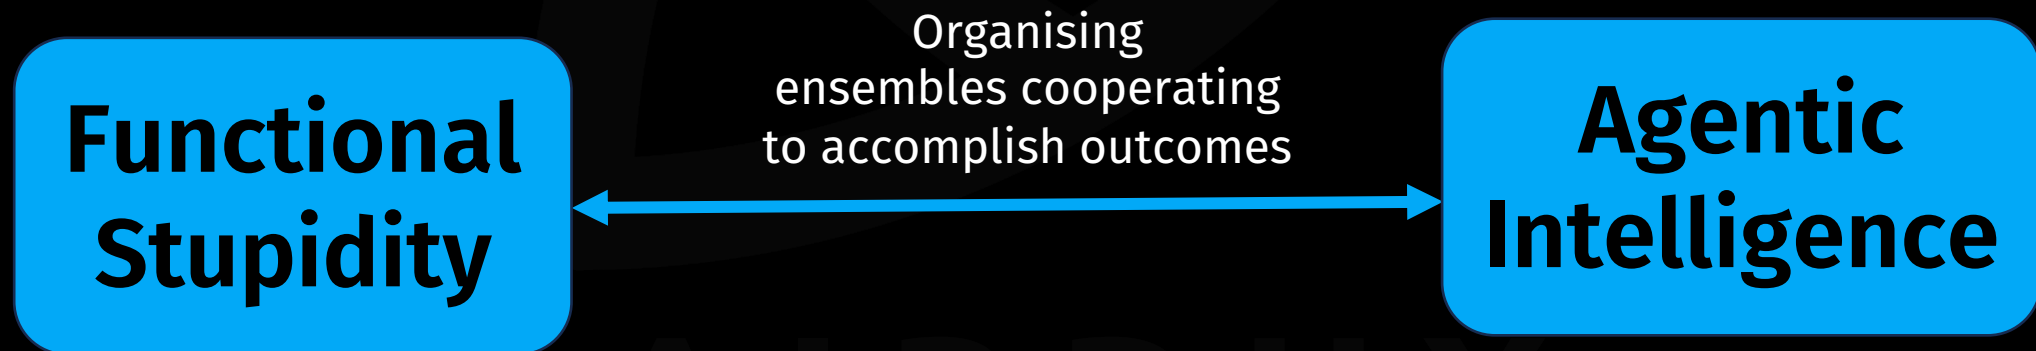 Functional
Stupidity
Organising
ensembles cooperating
to accomplish outcomes
Agentic
Intelligence